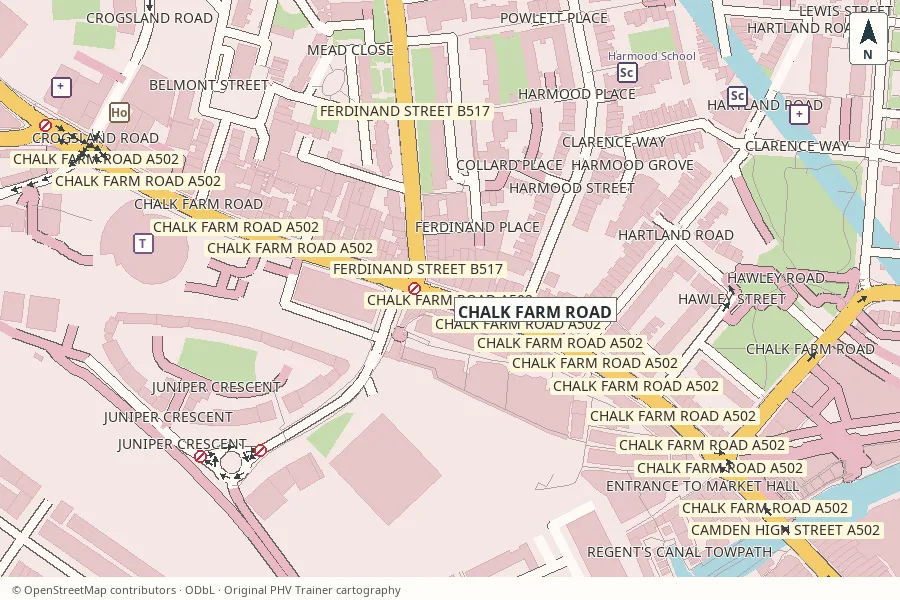 CROGSLAND ROAD
POWLETT PLACE
LEWIS STREET
HARTLAND ROAD
MEAD CLOSE
N
Harmood School
Sc
BELMONT STREET
+
HARMOOD PLACE
Sc
HARTLAND ROAD
Ho
FERDINAND STREET B517
+
CROGSLAND ROAD
CLARENCE WAY
CLARENCE WAY
CHALK FARM ROAD A502
COLLARD PLACE
HARMOOD GROVE
CHALK FARM ROAD A502
HARMOOD STREET
CHALK FARM ROAD
CHALK FARM ROAD A502
FERDINAND PLACE
HARTLAND ROAD
T
CHALK FARM ROAD A502
FERDINAND STREET B517
HAWLEY ROAD
CHALK FARM ROAD A502
HAWLEY STREET
CHALK FARM ROAD
CHALK FARM ROAD A502
CHALK FARM ROAD A502
CHALK FARM ROAD
CHALK FARM ROAD A502
JUNIPER CRESCENT
CHALK FARM ROAD A502
JUNIPER CRESCENT
CHALK FARM ROAD A502
JUNIPER CRESCENT
CHALK FARM ROAD A502
CHALK FARM ROAD A502
ENTRANCE TO MARKET HALL
CHALK FARM ROAD A502
CAMDEN HIGH STREET A502
REGENT'S CANAL TOWPATH
© OpenStreetMap contributors · ODbL · Original PHV Trainer cartography